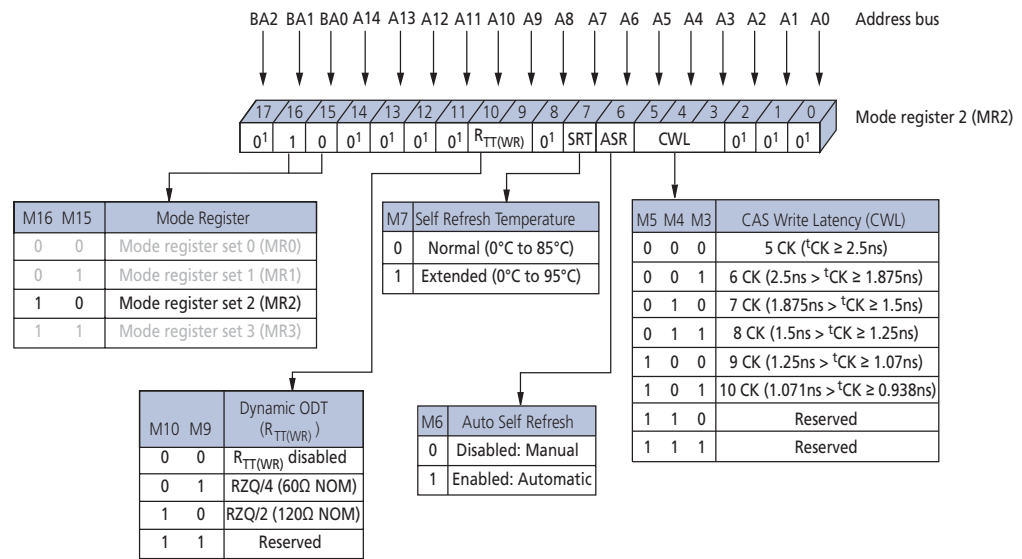 BA2 BA1 BA0 A14 A13 A12 A11 A10 A9 A8 A7 A6 A5 A4 A3 A2 A1 A0 Address bus
17 16 15 14 13 12 11 10 9 8 7 6 5 4 3 2 1 0
Mode register 2 (MR2)
0¹ 1 0 0¹ 0¹ 0¹ 0¹ RTT(WR) 0¹ SRT ASR CWL 0¹ 0¹ 0¹
M16 M15 Mode Register
0 0 Mode register set 0 (MR0)
0 1 Mode register set 1 (MR1)
1 0 Mode register set 2 (MR2)
1 1 Mode register set 3 (MR3)
M7 Self Refresh Temperature
0 Normal (0°C to 85°C)
1 Extended (0°C to 95°C)
M5 M4 M3 CAS Write Latency (CWL)
0 0 0 5 CK (ᵗCK ≥ 2.5ns)
0 0 1 6 CK (2.5ns > ᵗCK ≥ 1.875ns)
0 1 0 7 CK (1.875ns > ᵗCK ≥ 1.5ns)
0 1 1 8 CK (1.5ns > ᵗCK ≥ 1.25ns)
1 0 0 9 CK (1.25ns > ᵗCK ≥ 1.07ns)
1 0 1 10 CK (1.071ns > ᵗCK ≥ 0.938ns)
1 1 0 Reserved
1 1 1 Reserved
M10 M9 Dynamic ODT
(RTT(WR) )
0 0 RTT(WR) disabled
0 1 RZQ/4 (60Ω NOM)
1 0 RZQ/2 (120Ω NOM)
1 1 Reserved
M6 Auto Self Refresh
0 Disabled: Manual
1 Enabled: Automatic